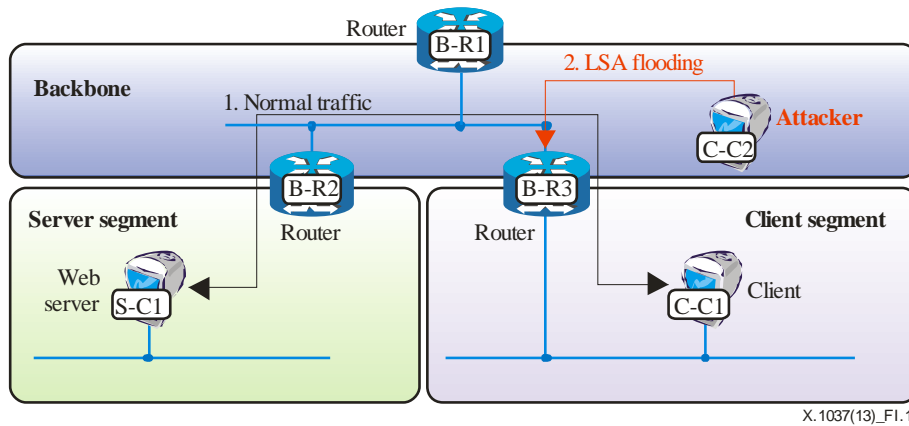 Router
B-R1
2. LSA flooding
Backbone
1. Normal traffic
Attacker
C-C2
B-R2
B-R3
Server segment
Router
Router
Client segment
Web
server
S-C1
C-C1
Client
X.1037(13)_FI.1